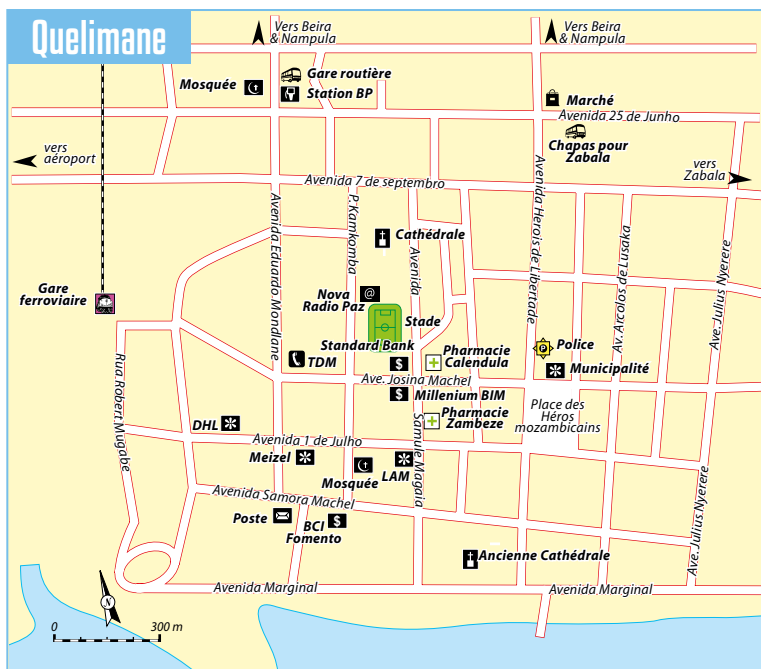 Quelimane
Vers Beira
& Nampula
Vers Beira
& Nampula
Mosquée
Gare routière
Station BP
Marché
Avenida 25 de Junho
Chapas pour
Zabala
vers
aéroport
vers
Zabala
Avenida 7 de septembro
Avenida Eduardo Mondlane
P. Kamkomba
Avenida
Avenida Herois de Libertade
Av. Arcolos de Lusaka
Ave. Julius Nyerere
Cathédrale
Gare
ferroviaire
Nova
Radio Paz
@
Stade
Standard Bank
$
TDM
Pharmacie
Calendula
Police
P
Municipalité
Ave. Josina Machel
$
Millenium BIM
Place des
Héros
mozambicains
Pharmacie
Zambeze
Rua Robert Mugabe
DHL
Avenida 1 de Julho
Meizel
Mosquée
LAM
Samule Magaia
Avenida Samora Machel
Poste
BCI
Fomento
$
Ancienne Cathédrale
Ave. Julius Nyerere
Avenida Marginal
Avenida Marginal
N
0 300 m